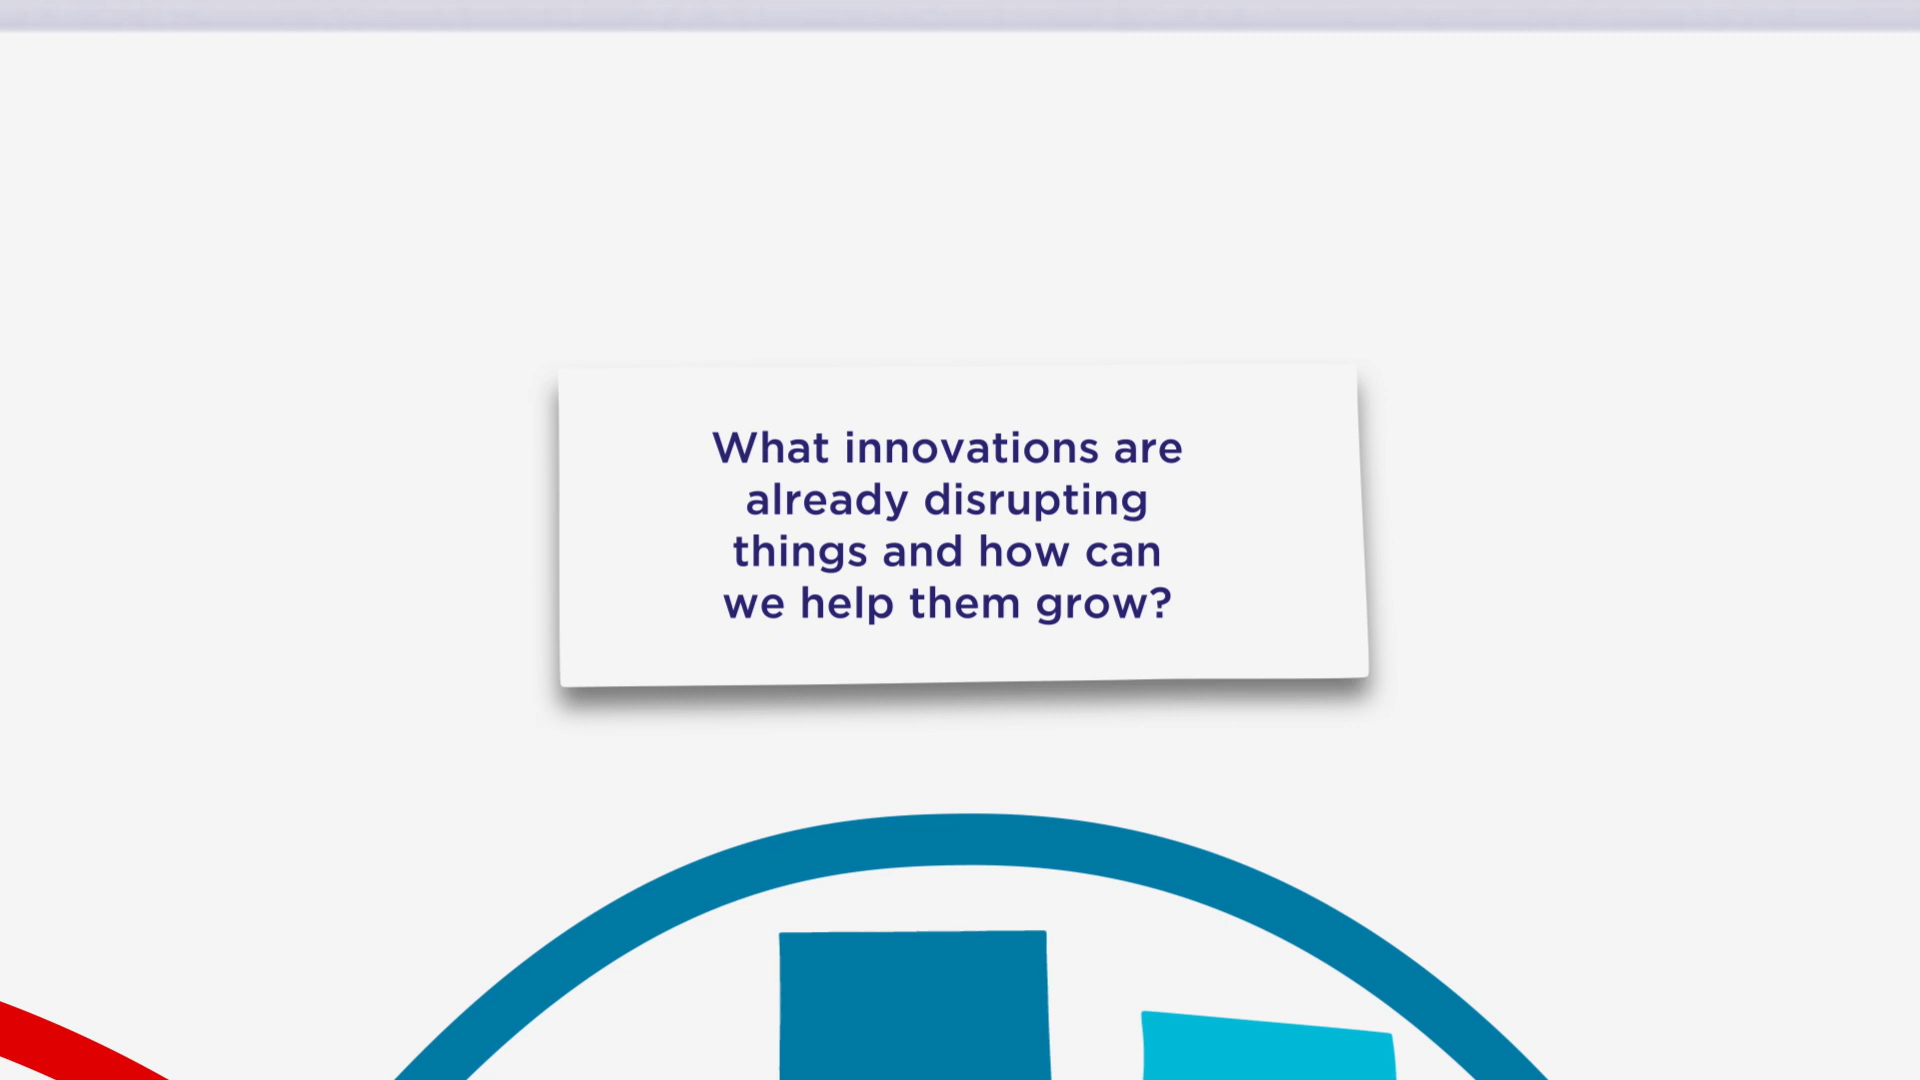 What innovations are
already disrupting
things and how can
we help them grow?